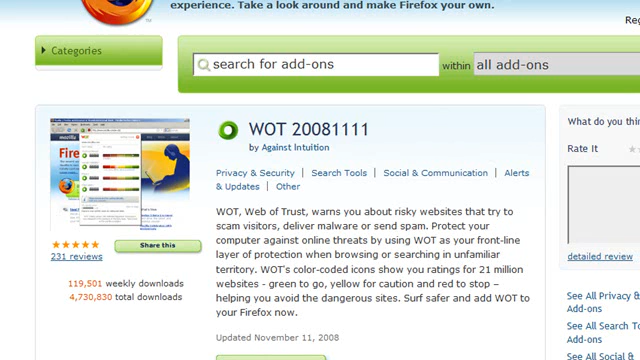 experience. Take a look around and make Firefox your own.
TM
Reg
Categories
search for add-ons
within
all add-ons
WOT 20081111
by Against Intuition
Privacy & Security | Search Tools | Social & Communication | Alerts
& Updates | Other
WOT, Web of Trust, warns you about risky websites that try to
scam visitors, deliver malware or send spam. Protect your
computer against online threats by using WOT as your front-line
layer of protection when browsing or searching in unfamiliar
territory. WOT's color-coded icons show you ratings for 21 million
websites - green to go, yellow for caution and red to stop –
helping you avoid the dangerous sites. Surf safer and add WOT to
your Firefox now.
Updated November 11, 2008
mozilla
Fire
Share this
231 reviews
119,501 weekly downloads
4,730,830 total downloads
What do you thin
Rate It
detailed review
See All Privacy &
Add-ons
See All Search To
Add-ons
See All Social &